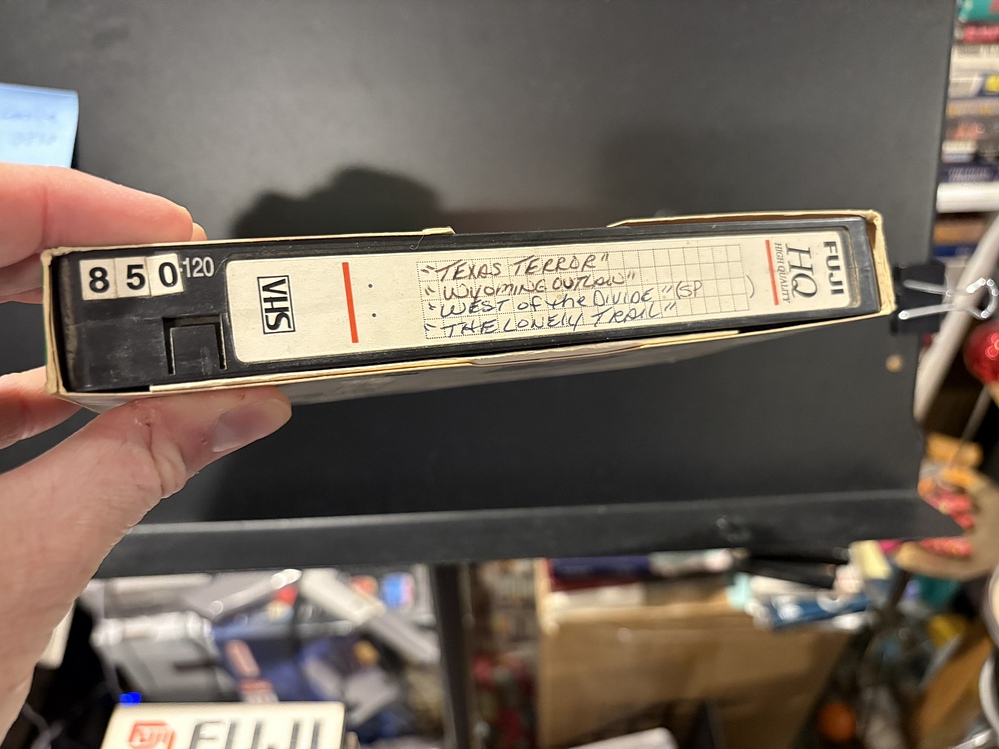 850
120
VHS
"TEXAS TERROR"
"WYOMING OUTLAW"
"WEST of the DIVIDE" (SP )
"THE LONELY TRAIL"
FUJI
HQ
HIGH QUALITY
FUJI